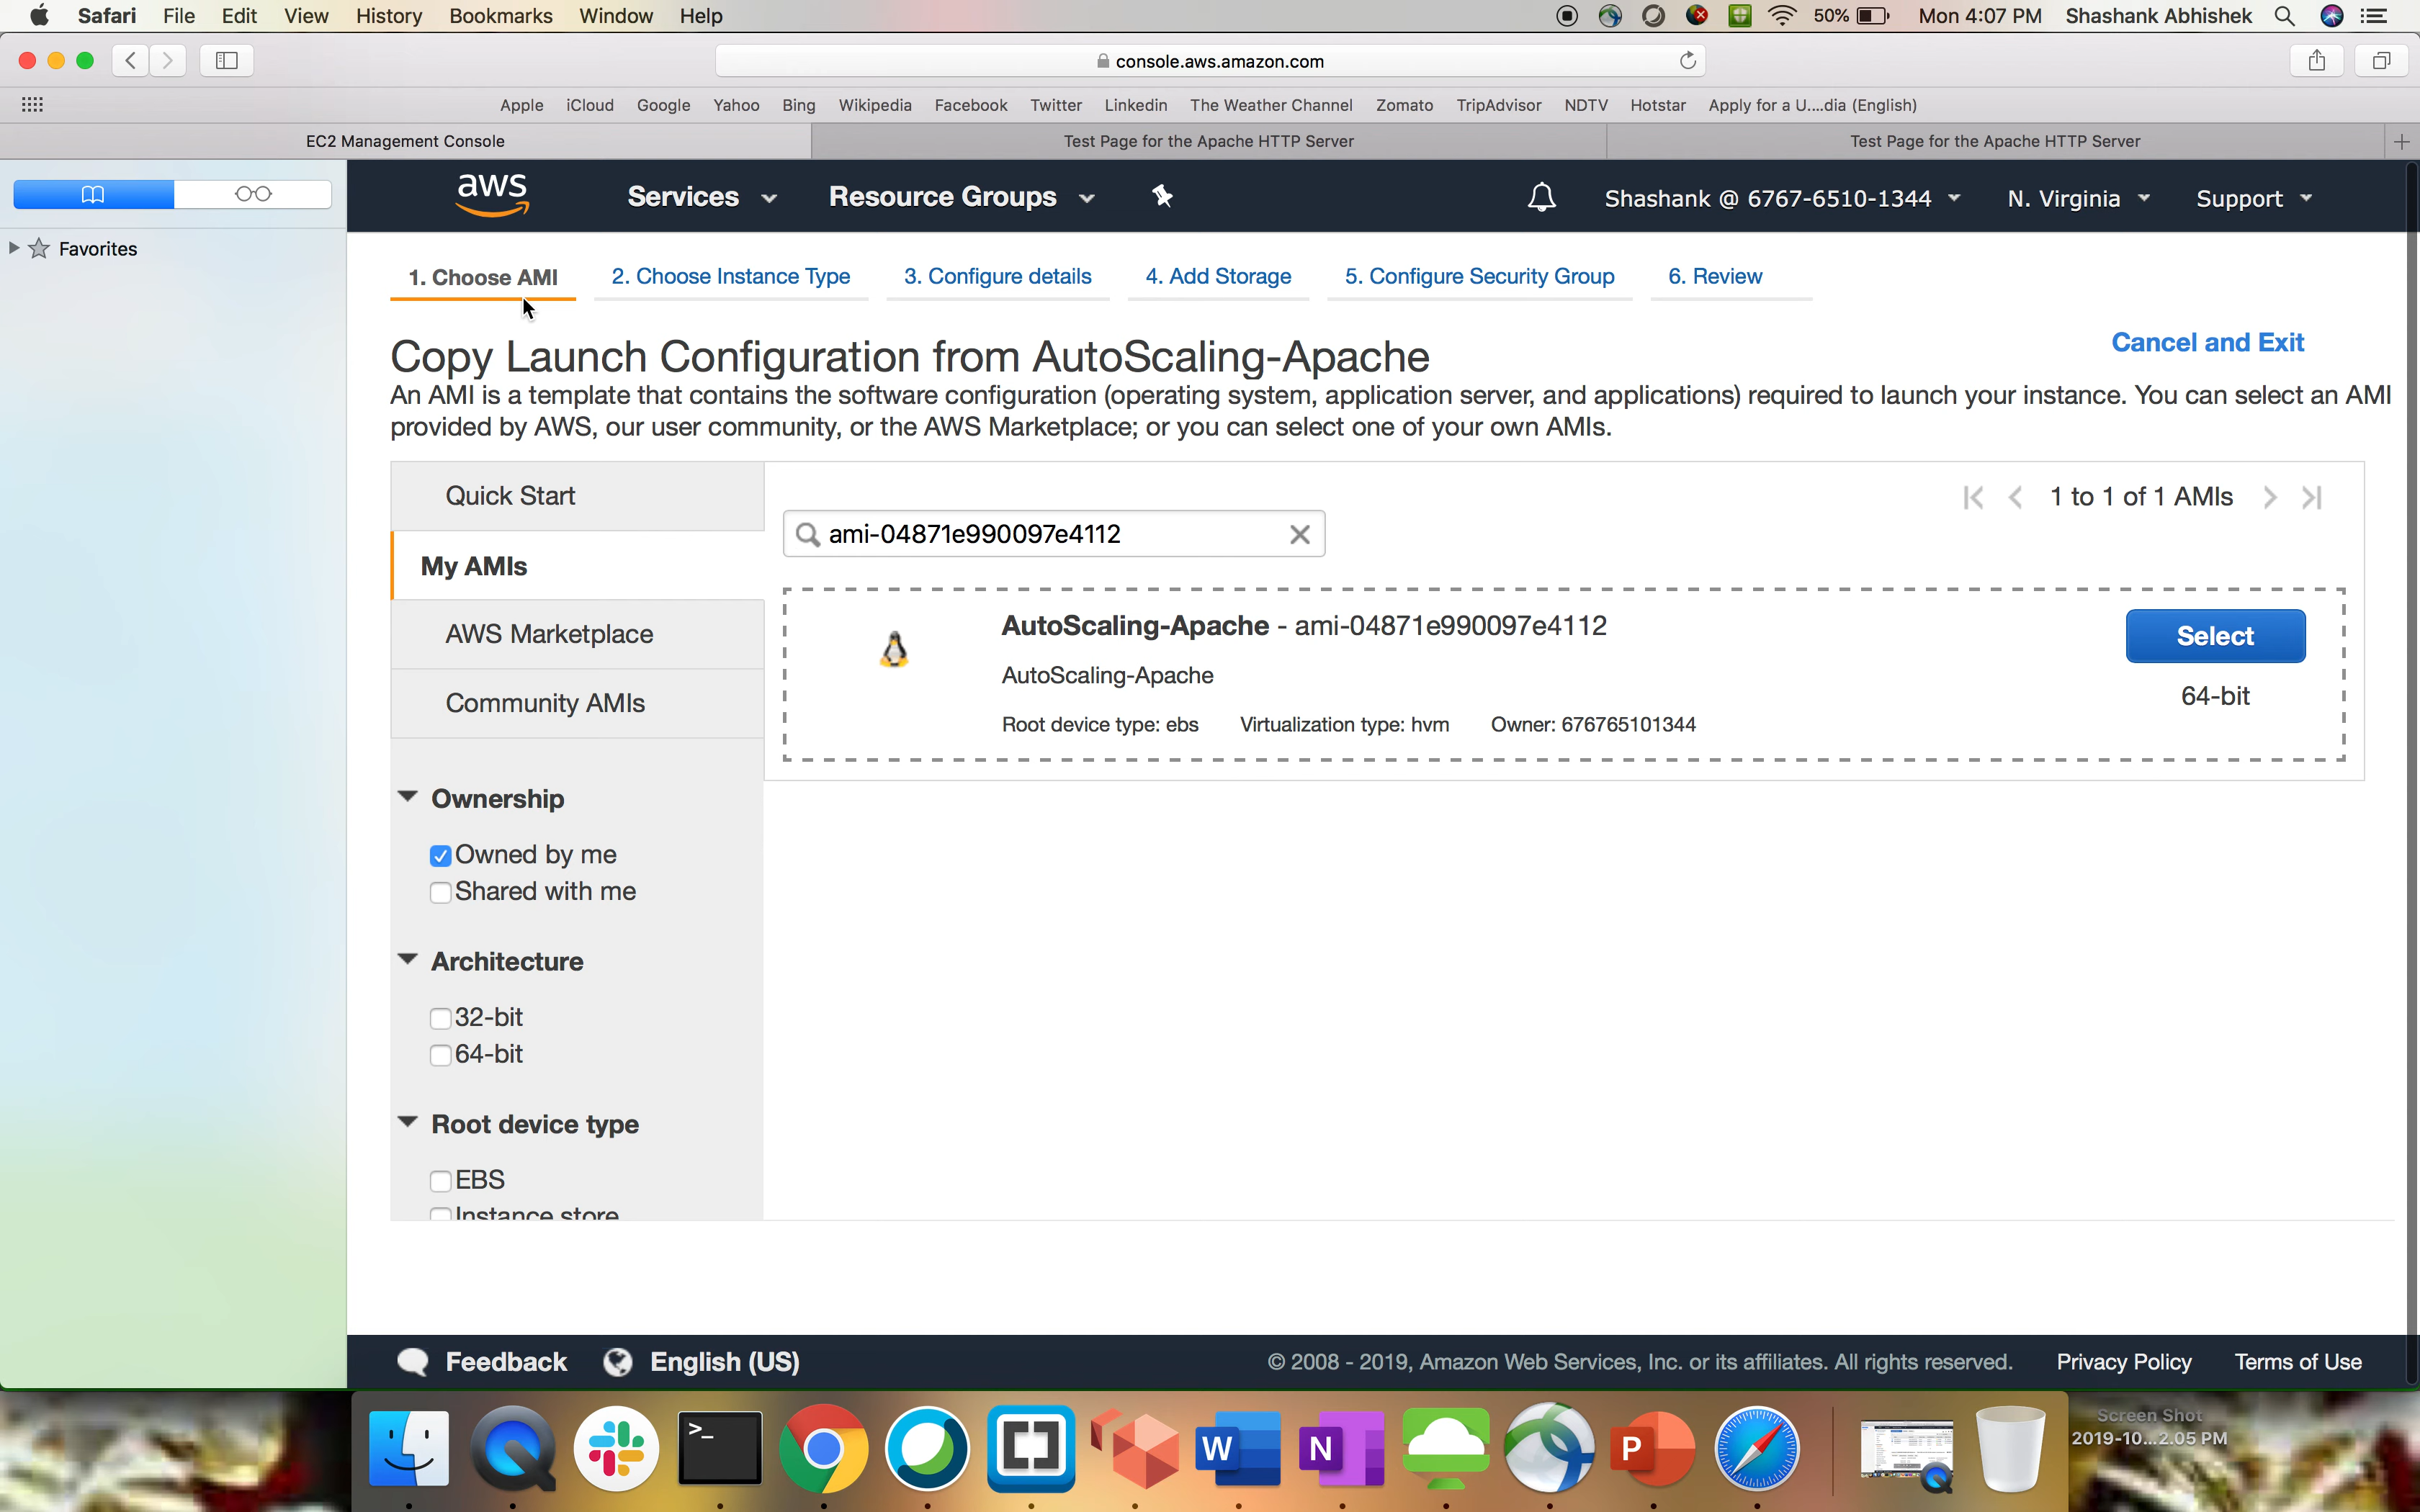 Safari File Edit View History Bookmarks Window Help 50% Mon 4:07 PM Shashank Abhishek
console.aws.amazon.com
Apple iCloud Google Yahoo Bing Wikipedia Facebook Twitter Linkedin The Weather Channel Zomato TripAdvisor NDTV Hotstar Apply for a U....dia (English)
EC2 Management Console Test Page for the Apache HTTP Server Test Page for the Apache HTTP Server
Favorites
aws Services Resource Groups Shashank @ 6767-6510-1344 N. Virginia Support
1. Choose AMI 2. Choose Instance Type 3. Configure details 4. Add Storage 5. Configure Security Group 6. Review
Copy Launch Configuration from AutoScaling-Apache
Cancel and Exit
An AMI is a template that contains the software configuration (operating system, application server, and applications) required to launch your instance. You can select an AMI
provided by AWS, our user community, or the AWS Marketplace; or you can select one of your own AMIs.
Quick Start
My AMIs
AWS Marketplace
Community AMIs
Ownership
Owned by me
Shared with me
Architecture
32-bit
64-bit
Root device type
EBS
Instance store
1 to 1 of 1 AMIs
ami-04871e990097e4112
AutoScaling-Apache - ami-04871e990097e4112
AutoScaling-Apache
Root device type: ebs Virtualization type: hvm Owner: 676765101344
Select
64-bit
Feedback English (US) © 2008 - 2019, Amazon Web Services, Inc. or its affiliates. All rights reserved. Privacy Policy Terms of Use
>_
W
N
P
Screen Shot
2019-10...2.05 PM